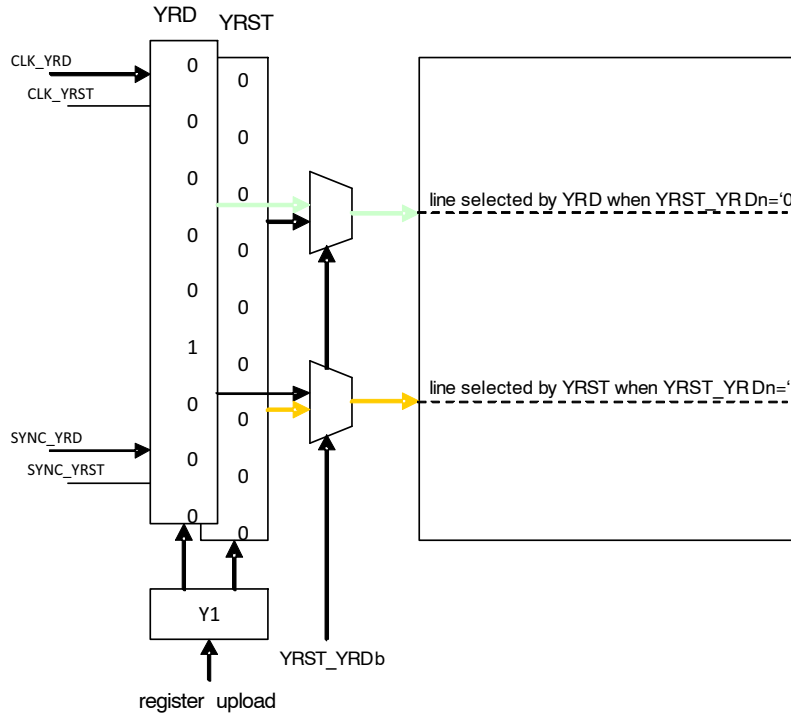 YRD
YRST
CLK_YRD
CLK_YRST
0
0
0
0
0
1
0
0
0
0
0
0
0
0
0
0
0
0
line selected by YRD when YRST_YRDn=‘0
line selected by YRST when YRST_YRDn=‘
SYNC_YRD
SYNC_YRST
Y1
YRST_YRDb
register upload